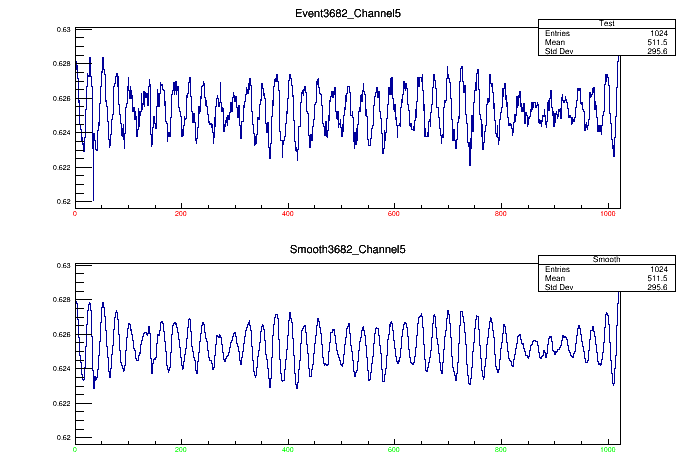 Event3682_Channel5
Test
Entries 1024
Mean 511.5
Std Dev 295.6
0.63
0.628
0.626
0.624
0.622
0.62
0 200 400 600 800 1000
Smooth3682_Channel5
Smooth
Entries 1024
Mean 511.5
Std Dev 295.6
0.63
0.628
0.626
0.624
0.622
0.62
0 200 400 600 800 1000